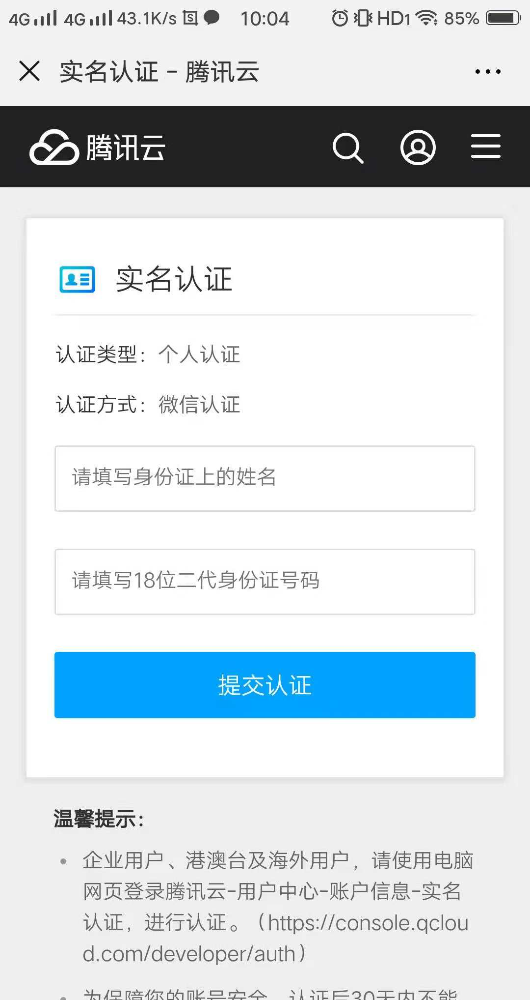 4G 4G 43.1K/s 10:04 HD1 85%
实名认证 - 腾讯云
腾讯云
实名认证
认证类型：个人认证
认证方式：微信认证
请填写身份证上的姓名
请填写18位二代身份证号码
提交认证
温馨提示：
企业用户、港澳台及海外用户，请使用电脑
网页登录腾讯云-用户中心-账户信息-实名
认证，进行认证。（https://console.qclou
d.com/developer/auth）
为保障您的账号安全，认证后30天内不能